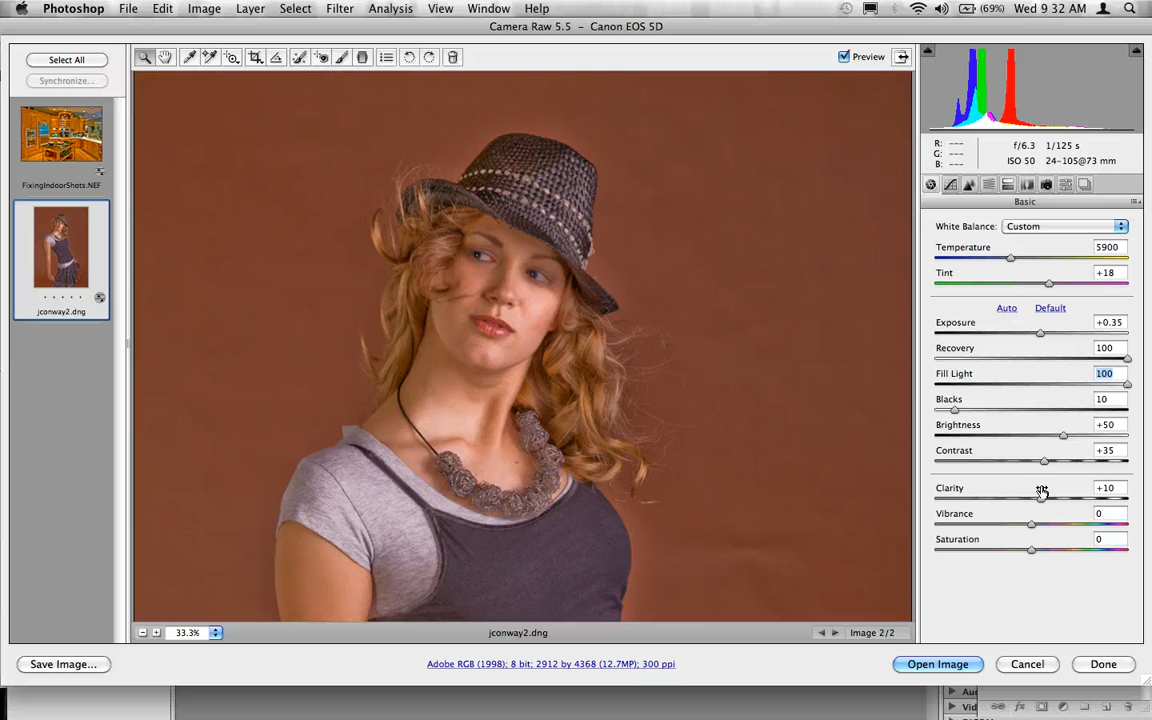 Photoshop File Edit Image Layer Select Filter Analysis View Window Help (69%) Wed 9:32 AM
Camera Raw 5.5 - Canon EOS 5D
Select All
Synchronize...
Preview
FixingIndoorShots.NEF
jconway2.dng
R: ---
G: ---
B: ---
f/6.3 1/125 s
ISO 50 24-105@73 mm
Basic
White Balance: Custom
Temperature 5900
Tint +18
Auto Default
Exposure +0.35
Recovery 100
Fill Light 100
Blacks 10
Brightness +50
Contrast +35
Clarity +10
Vibrance 0
Saturation 0
33.3% jconway2.dng Image 2/2
Save Image... Adobe RGB (1998); 8 bit; 2912 by 4368 (12.7MP); 300 ppi Open Image Cancel Done